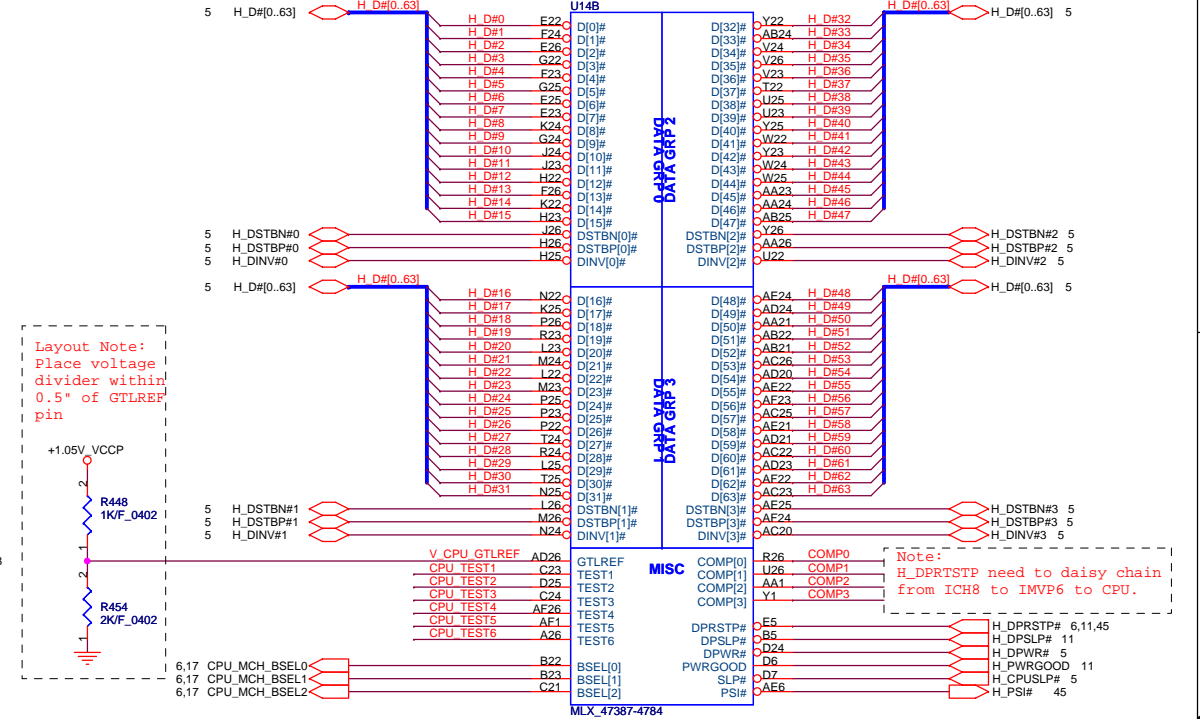 U14B
5 H_D#[0..63] H_D#[0..63] H_D#[0..63] H_D#[0..63] 5
H_D#0 E22 D[0]# D[32]# Y22 H_D#32
H_D#1 F24 D[1]# D[33]# AB24 H_D#33
H_D#2 E26 D[2]# D[34]# V24 H_D#34
H_D#3 G22 D[3]# D[35]# V26 H_D#35
H_D#4 F23 D[4]# D[36]# V23 H_D#36
H_D#5 G25 D[5]# D[37]# T22 H_D#37
H_D#6 E25 D[6]# D[38]# U25 H_D#38
H_D#7 E23 D[7]# D[39]# U23 H_D#39
H_D#8 K24 D[8]# D[40]# Y25 H_D#40
H_D#9 G24 D[9]# D[41]# W22 H_D#41
H_D#10 J24 D[10]# D[42]# Y23 H_D#42
H_D#11 J23 D[11]# D[43]# W24 H_D#43
H_D#12 H22 D[12]# D[44]# W25 H_D#44
H_D#13 F26 D[13]# D[45]# AA23 H_D#45
H_D#14 K22 D[14]# D[46]# AA24 H_D#46
H_D#15 H23 D[15]# D[47]# AB25 H_D#47
DATA GRP 0
DATA GRP 2
5 H_DSTBN#0 J26 DSTBN[0]# DSTBN[2]# Y26 H_DSTBN#2 5
5 H_DSTBP#0 H26 DSTBP[0]# DSTBP[2]# AA26 H_DSTBP#2 5
5 H_DINV#0 H25 DINV[0]# DINV[2]# U22 H_DINV#2 5
5 H_D#[0..63] H_D#[0..63] H_D#[0..63] H_D#[0..63] 5
H_D#16 N22 D[16]# D[48]# AE24 H_D#48
H_D#17 K25 D[17]# D[49]# AD24 H_D#49
H_D#18 P26 D[18]# D[50]# AA21 H_D#50
H_D#19 R23 D[19]# D[51]# AB22 H_D#51
H_D#20 L23 D[20]# D[52]# AB21 H_D#52
H_D#21 M24 D[21]# D[53]# AC26 H_D#53
H_D#22 L22 D[22]# D[54]# AD20 H_D#54
H_D#23 M23 D[23]# D[55]# AE22 H_D#55
H_D#24 P25 D[24]# D[56]# AF23 H_D#56
H_D#25 P23 D[25]# D[57]# AC25 H_D#57
H_D#26 P22 D[26]# D[58]# AE21 H_D#58
H_D#27 T24 D[27]# D[59]# AD21 H_D#59
H_D#28 R24 D[28]# D[60]# AC22 H_D#60
H_D#29 L25 D[29]# D[61]# AD23 H_D#61
H_D#30 T25 D[30]# D[62]# AF22 H_D#62
H_D#31 N25 D[31]# D[63]# AC23 H_D#63
DATA GRP 1
DATA GRP 3
5 H_DSTBN#1 L26 DSTBN[1]# DSTBN[3]# AE25 H_DSTBN#3 5
5 H_DSTBP#1 M26 DSTBP[1]# DSTBP[3]# AF24 H_DSTBP#3 5
5 H_DINV#1 N24 DINV[1]# DINV[3]# AC20 H_DINV#3 5
Layout Note:
Place voltage
divider within
0.5" of GTLREF
pin
+1.05V_VCCP
2
R448
1K/F_0402
1
2
R454
2K/F_0402
1
V_CPU_GTLREF AD26 GTLREF MISC COMP[0] R26 COMP0
CPU_TEST1 C23 TEST1 COMP[1] U26 COMP1
CPU_TEST2 D25 TEST2 COMP[2] AA1 COMP2
CPU_TEST3 C24 TEST3 COMP[3] Y1 COMP3
CPU_TEST4 AF26 TEST4
CPU_TEST5 AF1 TEST5 DPRSTP# E5 H_DPRSTP# 6,11,45
CPU_TEST6 A26 TEST6 DPSLP# B5 H_DPSLP# 11
DPWR# D24 H_DPWR# 5
6,17 CPU_MCH_BSEL0 B22 BSEL[0] PWRGOOD D6 H_PWRGOOD 11
6,17 CPU_MCH_BSEL1 B23 BSEL[1] SLP# D7 H_CPUSLP# 5
6,17 CPU_MCH_BSEL2 C21 BSEL[2] PSI# AE6 H_PSI# 45
Note:
H_DPRTSTP need to daisy chain
from ICH8 to IMVP6 to CPU.
MLX_47387-4784